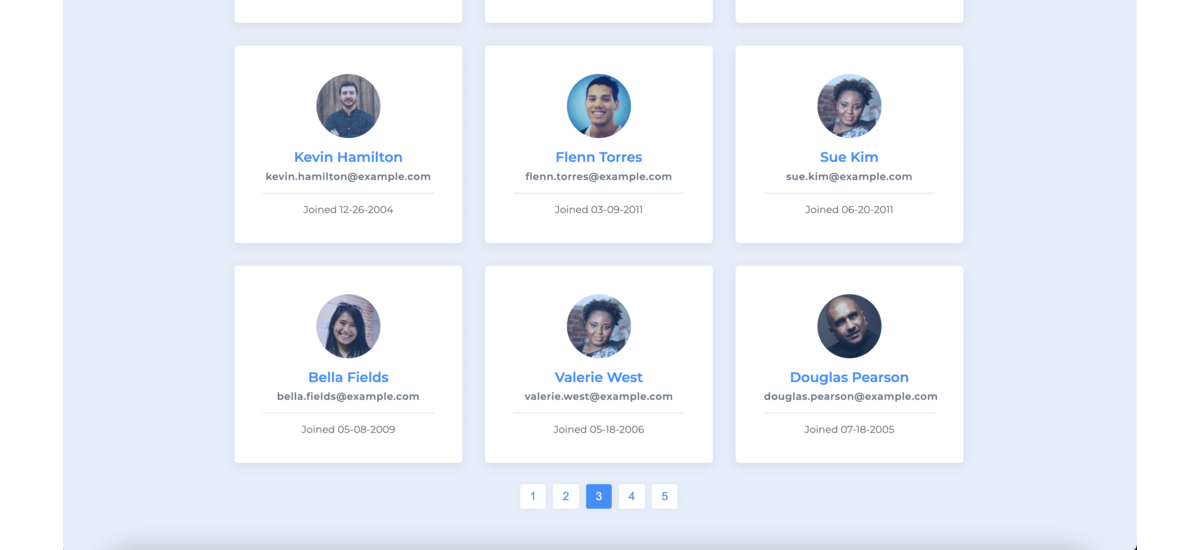 Kevin Hamilton
kevin.hamilton@example.com
Joined 12-26-2004
Flenn Torres
flenn.torres@example.com
Joined 03-09-2011
Sue Kim
sue.kim@example.com
Joined 06-20-2011
Bella Fields
bella.fields@example.com
Joined 05-08-2009
Valerie West
valerie.west@example.com
Joined 05-18-2006
Douglas Pearson
douglas.pearson@example.com
Joined 07-18-2005
1 2 3 4 5